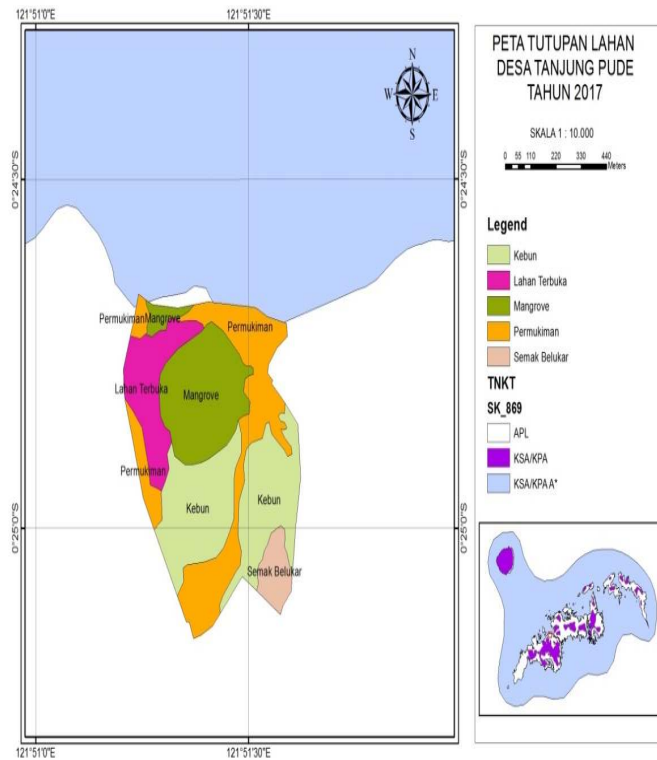 121°51'0"E
121°51'30"E
N
W
E
S
0°24'30"S
0°24'30"S
Permukiman
Mangrove
Permukiman
Lahan Terbuka
Mangrove
Permukiman
Kebun
Kebun
0°25'0"S
0°25'0"S
Semak Belukar
121°51'0"E
121°51'30"E
PETA TUTUPAN LAHAN
DESA TANJUNG PUDE
TAHUN 2017
SKALA 1 : 10.000
0 55 110 220 330 440
Meters
Legend
Kebun
Lahan Terbuka
Mangrove
Permukiman
Semak Belukar
TNKT
SK_869
APL
KSA/KPA
KSA/KPA A*